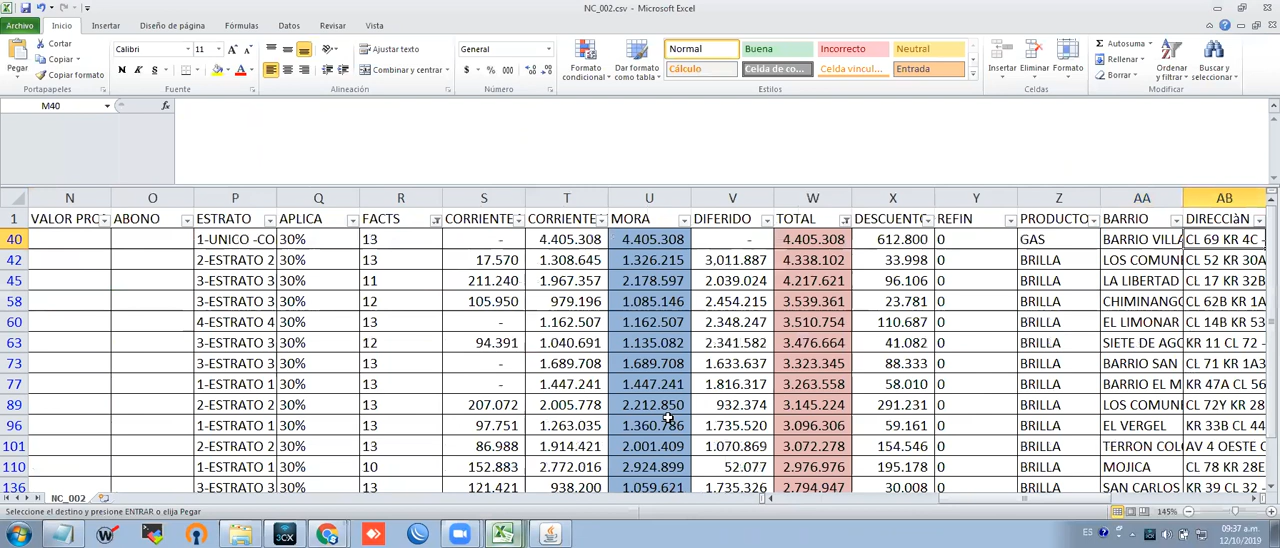 NC_002.csv - Microsoft Excel
Archivo Inicio Insertar Diseño de página Fórmulas Datos Revisar Vista
Cortar
Copiar
Copiar formato
Pegar
Portapapeles
Calibri 11
N K S
Fuente
Ajustar texto
Combinar y centrar
Alineación
General
$ % 000
Número
Formato condicional
Dar formato como tabla
Normal Buena Incorrecto Neutral
Cálculo Celda de co... Celda vincul... Entrada
Estilos
Insertar Eliminar Formato
Celdas
Autosuma
Rellenar
Borrar
Ordenar y filtrar
Buscar y seleccionar
Modificar
M40 fx
N O P Q R S T U V W X Y Z AA AB
1 VALOR PRO ABONO ESTRATO APLICA FACTS CORRIENTE CORRIENTE MORA DIFERIDO TOTAL DESCUENTO REFIN PRODUCTO BARRIO DIRECCIàN
40 1-UNICO -CO 30% 13 - 4.405.308 4.405.308 - 4.405.308 612.800 0 GAS BARRIO VILLA CL 69 KR 4C -
42 2-ESTRATO 2 30% 13 17.570 1.308.645 1.326.215 3,011.887 4.338.102 33.998 0 BRILLA LOS COMUN CL 52 KR 30A
45 3-ESTRATO 3 30% 11 211.240 1.967.357 2.178.597 2.039.024 4.217.621 96.106 0 BRILLA LA LIBERTAD CL 17 KR 32B
58 3-ESTRATO 3 30% 12 105.950 979.196 1.085.146 2.454.215 3.539.361 23.781 0 BRILLA CHIMINANGO CL 62B KR 1A
60 4-ESTRATO 4 30% 13 - 1.162.507 1.162.507 2.348.247 3.510.754 110.687 0 BRILLA EL LIMONAR CL 14B KR 53
63 3-ESTRATO 3 30% 12 94.391 1.040.691 1.135.082 2.341.582 3.476.664 41.082 0 BRILLA SIETE DE AGO KR 11 CL 72 -
73 3-ESTRATO 3 30% 13 - 1.689.708 1.689.708 1.633.637 3.323.345 88.333 0 BRILLA BARRIO SAN CL 71 KR 1A3
77 1-ESTRATO 1 30% 13 - 1.447.241 1.447.241 1.816.317 3.263.558 58.010 0 BRILLA BARRIO EL M KR 47A CL 56
89 2-ESTRATO 2 30% 13 207.072 2.005.778 2.212.850 932.374 3.145.224 291.231 0 BRILLA LOS COMUN CL 72Y KR 28
96 1-ESTRATO 1 30% 13 97.751 1.263.035 1.360.786 1.735.520 3.096.306 59.161 0 BRILLA EL VERGEL KR 33B CL 44
101 2-ESTRATO 2 30% 13 86.988 1.914.421 2.001.409 1.070.869 3.072.278 154.546 0 BRILLA TERRON COL AV 4 OESTE C
110 1-ESTRATO 1 30% 10 152.883 2.772.016 2.924.899 52.077 2.976.976 195.178 0 BRILLA MOJICA CL 78 KR 28E
136 3-ESTRATO 3 30% 13 121.421 938.200 1.059.621 1.735.326 2.794.947 30.008 0 BRILLA SAN CARLOS KR 39 CL 32 -
NC_002
Seleccione el destino y presione ENTRAR o elija Pegar 145%
3CX ES 09:37 a.m.
12/10/2019